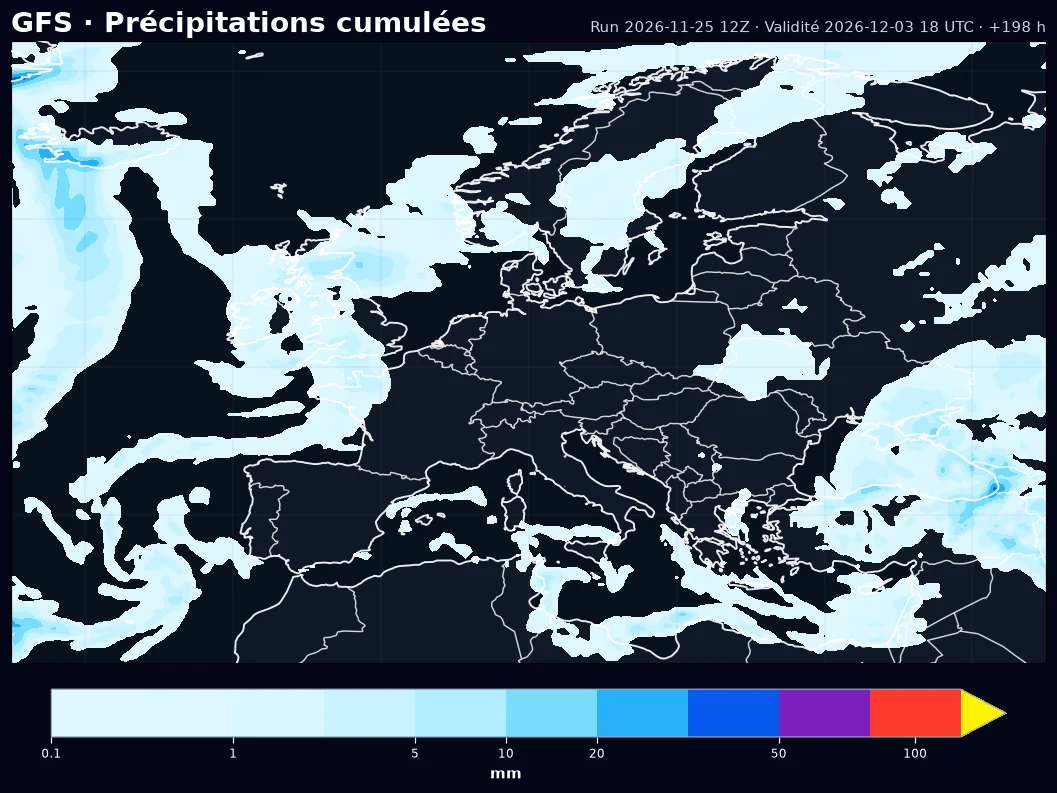 GFS · Précipitations cumulées
Run 2026-11-25 12Z · Validité 2026-12-03 18 UTC · +198 h
0.1 1 5 10 20 50 100
mm